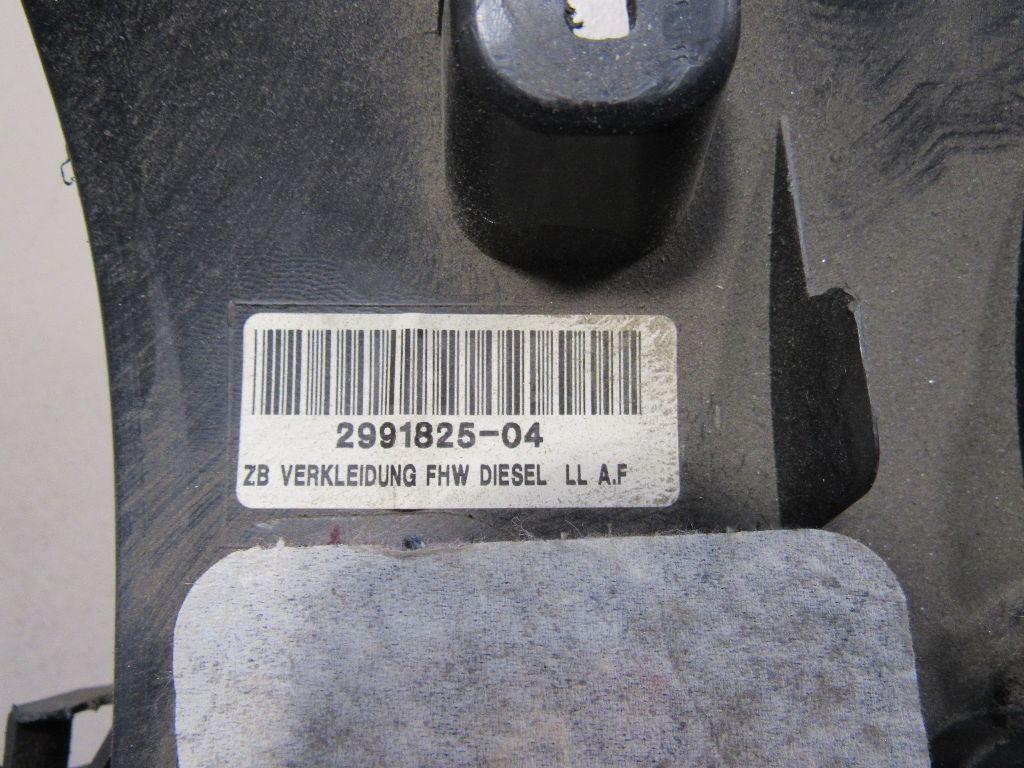 2991825-04
ZB VERKLEIDUNG FHW DIESEL LL A.F